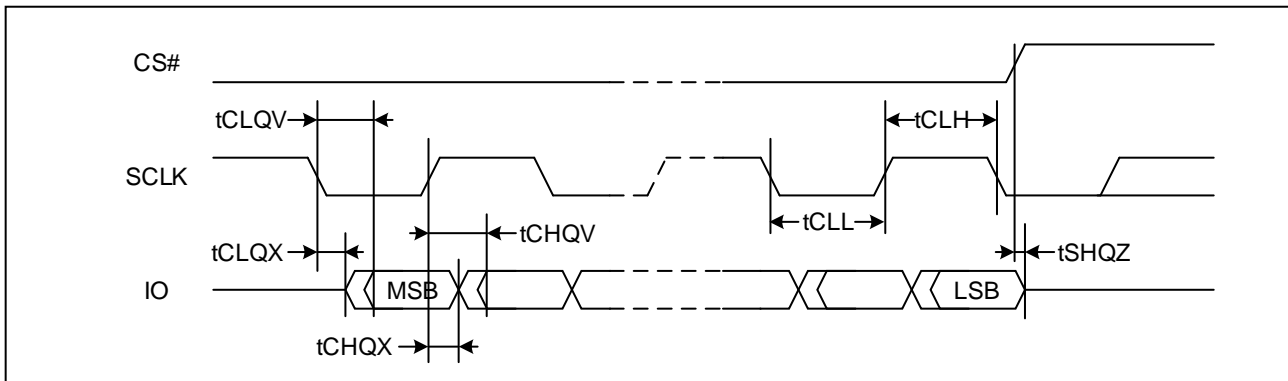 CS#
tCLQV
tCLH
SCLK
tCLL
tCHQV
tCLQX
tSHQZ
IO
MSB
LSB
tCHQX